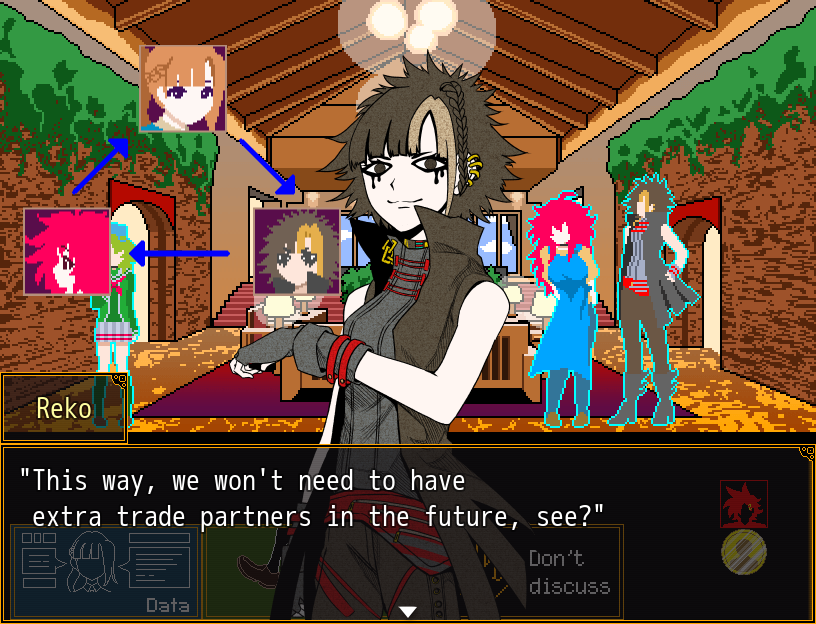 Reko
"This way, we won't need to have
extra trade partners in the future, see?"
Data
Don't
discuss